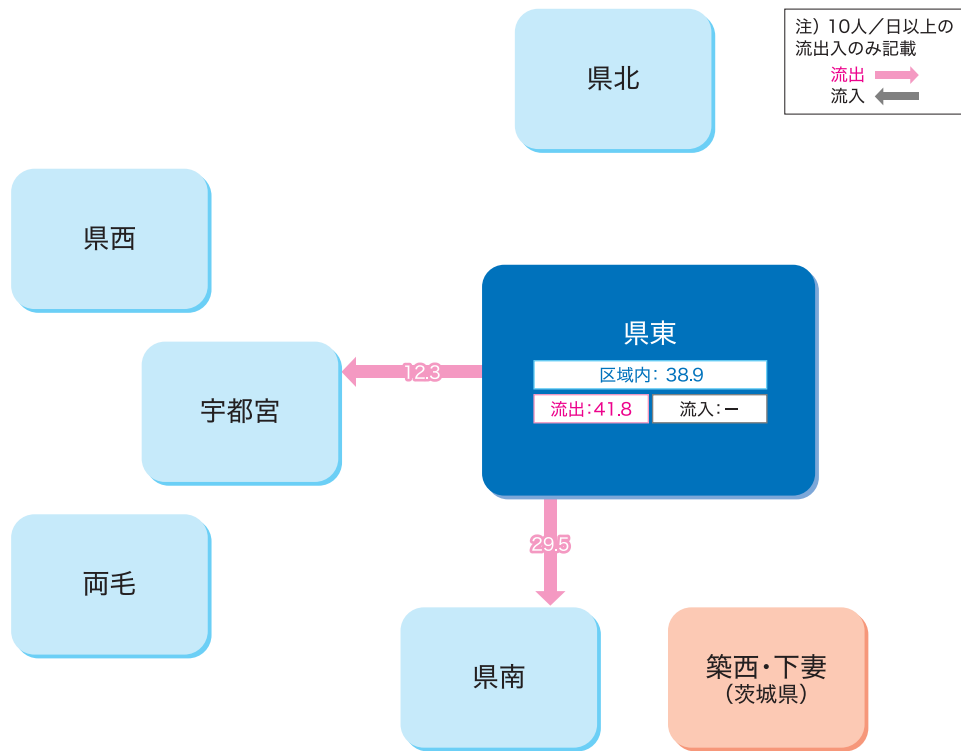 注）10人／日以上の
流出入のみ記載
流出
流入
県北
県西
県東
区域内：38.9
流出：41.8
流入：－
12.3
宇都宮
29.5
両毛
県南
築西・下妻
（茨城県）